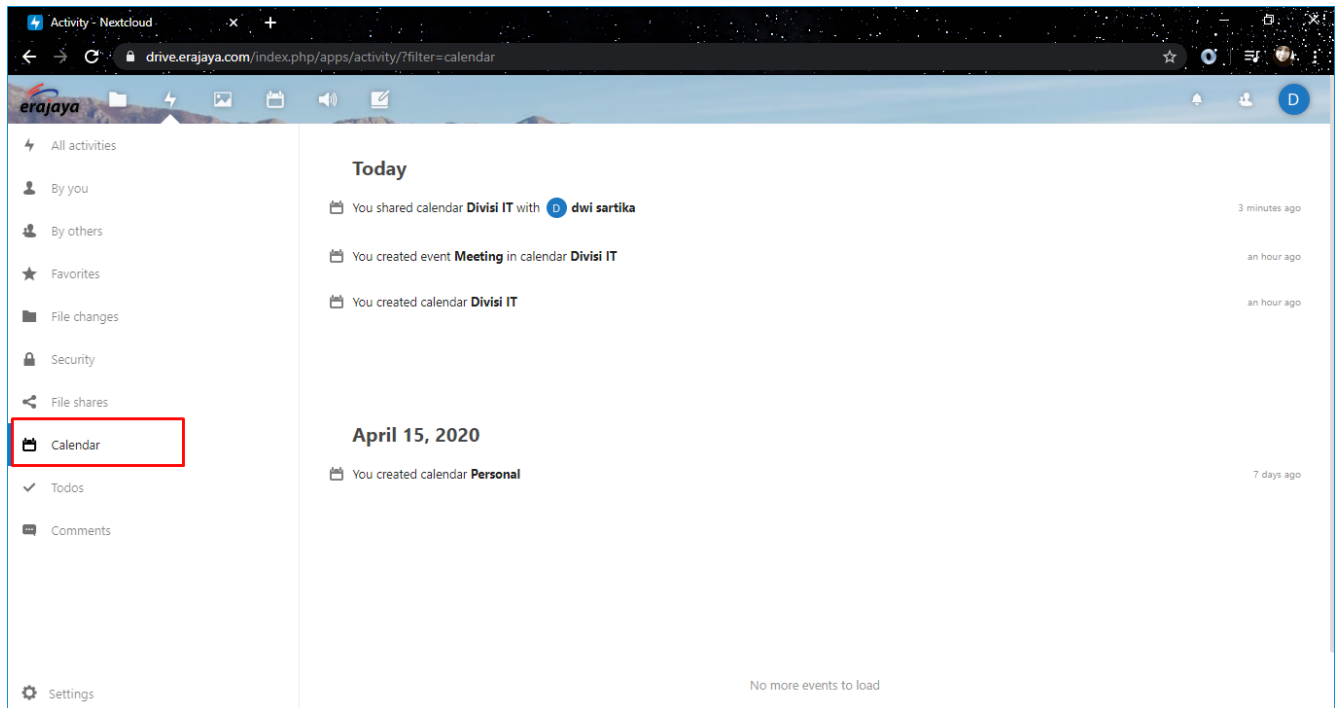 Activity - Nextcloud
drive.erajaya.com/index.php/apps/activity/?filter=calendar
erajaya
D
All activities
By you
By others
Favorites
File changes
Security
File shares
Calendar
Todos
Comments
Settings
Today
You shared calendar Divisi IT with D dwi sartika 3 minutes ago
You created event Meeting in calendar Divisi IT an hour ago
You created calendar Divisi IT an hour ago
April 15, 2020
You created calendar Personal 7 days ago
No more events to load